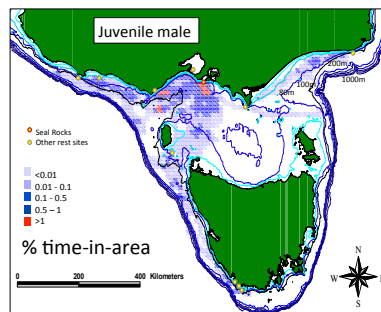 Juvenile male
200m
100m
1000m
80m
Seal Rocks
Other rest sites
<0.01
0.01 - 0.1
0.1 - 0.5
0.5 – 1
>1
% time-in-area
0 200 400 Kilometers
N
W E
S